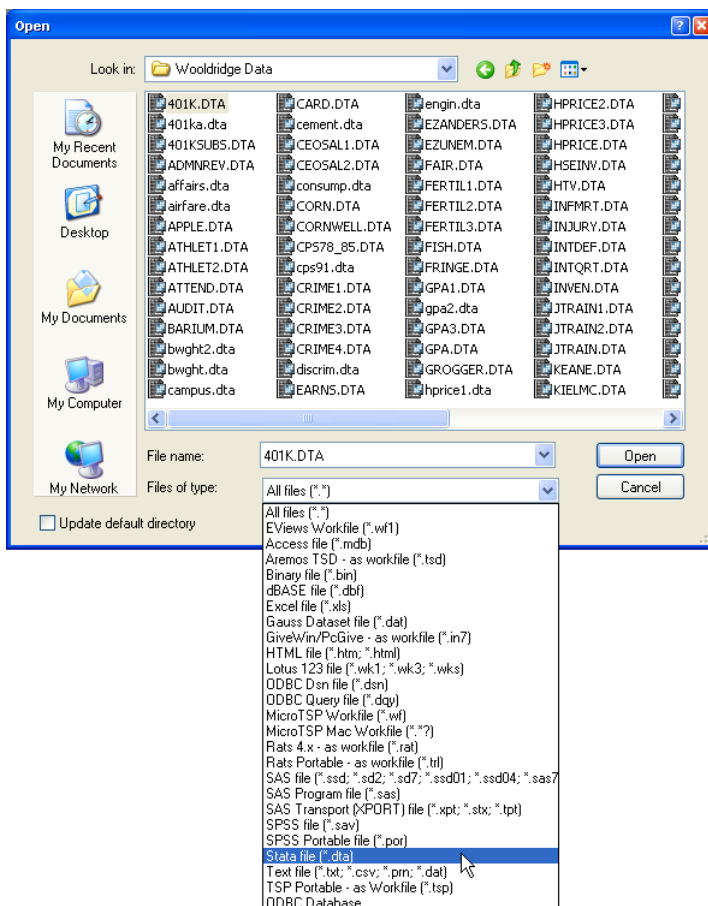 Open
Look in:
Wooldridge Data
My Recent
Documents
Desktop
My Documents
My Computer
My Network
401K.DTA
401ka.dta
401KSUBS.DTA
ADMNREV.DTA
affairs.dta
airfare.dta
APPLE.DTA
ATHLET1.DTA
ATHLET2.DTA
ATTEND.DTA
AUDIT.DTA
BARIUM.DTA
bwght2.dta
bwght.dta
campus.dta
CARD.DTA
cement.dta
CEOSAL1.DTA
CEOSAL2.DTA
consump.dta
CORN.DTA
CORNWELL.DTA
CPS78_85.DTA
cps91.dta
CRIME1.DTA
CRIME2.DTA
CRIME3.DTA
CRIME4.DTA
discrim.dta
EARNS.DTA
engin.dta
EZANDERS.DTA
EZUNEM.DTA
FAIR.DTA
FERTIL1.DTA
FERTIL2.DTA
FERTIL3.DTA
FISH.DTA
FRINGE.DTA
GPA1.DTA
gpa2.dta
GPA3.DTA
GPA.DTA
GROGGER.DTA
hprice1.dta
HPRICE2.DTA
HPRICE3.DTA
HPRICE.DTA
HSEINV.DTA
HTV.DTA
INFMRT.DTA
INJURY.DTA
INTDEF.DTA
INTQRT.DTA
INVEN.DTA
JTRAIN1.DTA
JTRAIN2.DTA
JTRAIN.DTA
KEANE.DTA
KIELMC.DTA
File name:
401K.DTA
Open
Files of type:
All files (*.*)
Cancel
Update default directory
All files (*.*)
EViews Workfile (*.wf1)
Access file (*.mdb)
Aremos TSD - as workfile (*.tsd)
Binary file (*.bin)
dBASE file (*.dbf)
Excel file (*.xls)
Gauss Dataset file (*.dat)
GiveWin/PcGive - as workfile (*.in7)
HTML file (*.htm; *.html)
Lotus 123 file (*.wk1; *.wk3; *.wks)
ODBC Dsn file (*.dsn)
ODBC Query file (*.dqy)
MicroTSP Workfile (*.wf)
MicroTSP Mac Workfile (*.*?)
Rats 4.x - as workfile (*.rat)
Rats Portable - as workfile (*.trl)
SAS file (*.ssd; *.sd2; *.sd7; *.ssd01; *.ssd04; *.sas7
SAS Program file (*.sas)
SAS Transport (XPORT) file (*.xpt; *.stx; *.tpt)
SPSS file (*.sav)
SPSS Portable file (*.por)
Stata file (*.dta)
Text file (*.txt; *.csv; *.prn; *.dat)
TSP Portable - as Workfile (*.tsp)
ODBC Database